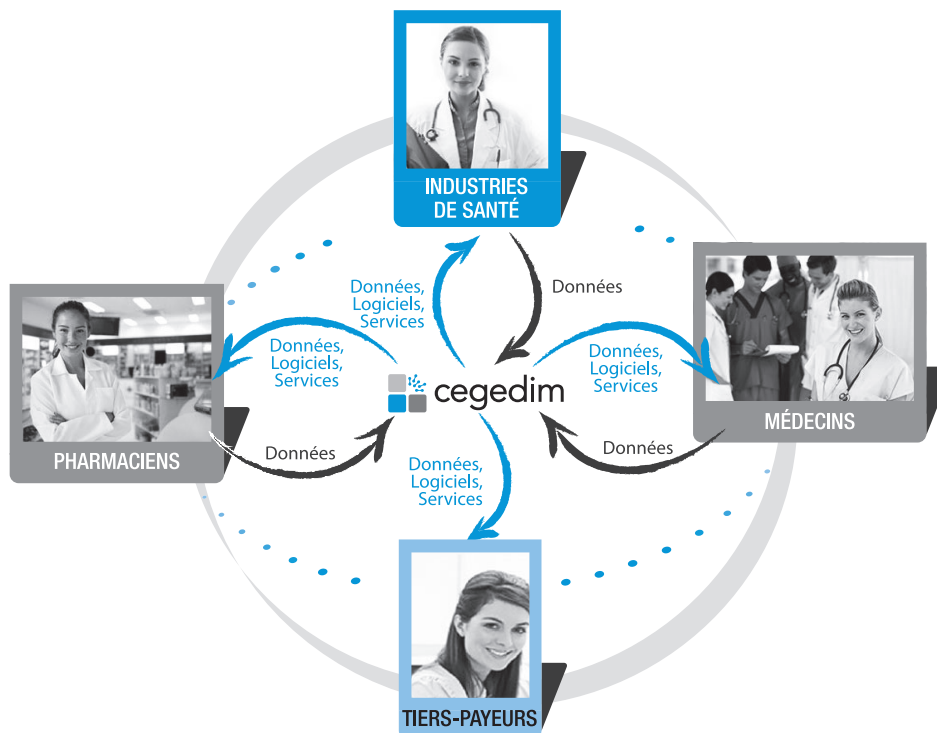 INDUSTRIES
DE SANTÉ
Données,
Logiciels,
Services
Données
Données,
Logiciels,
Services
Données,
Logiciels,
Services
cegedim
PHARMACIENS
Données
Données,
Logiciels,
Services
Données
MÉDECINS
TIERS-PAYEURS